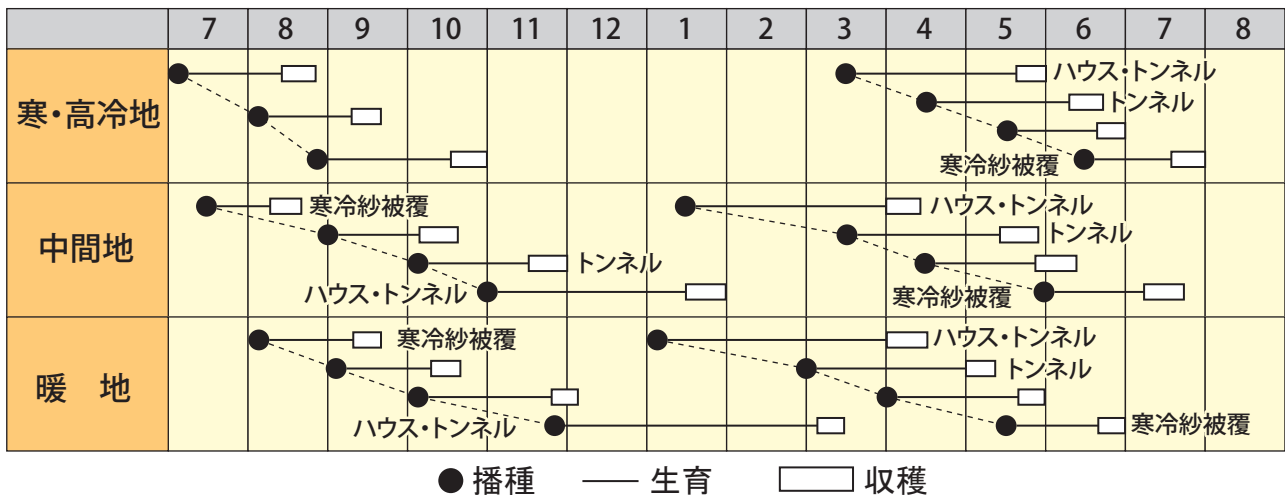 7 8 9 10 11 12 1 2 3 4 5 6 7 8
寒・高冷地
ハウス・トンネル
トンネル
寒冷紗被覆
中間地
寒冷紗被覆
ハウス・トンネル
トンネル
トンネル
ハウス・トンネル
寒冷紗被覆
暖 地
寒冷紗被覆
ハウス・トンネル
トンネル
ハウス・トンネル
寒冷紗被覆
播種 生育 収穫